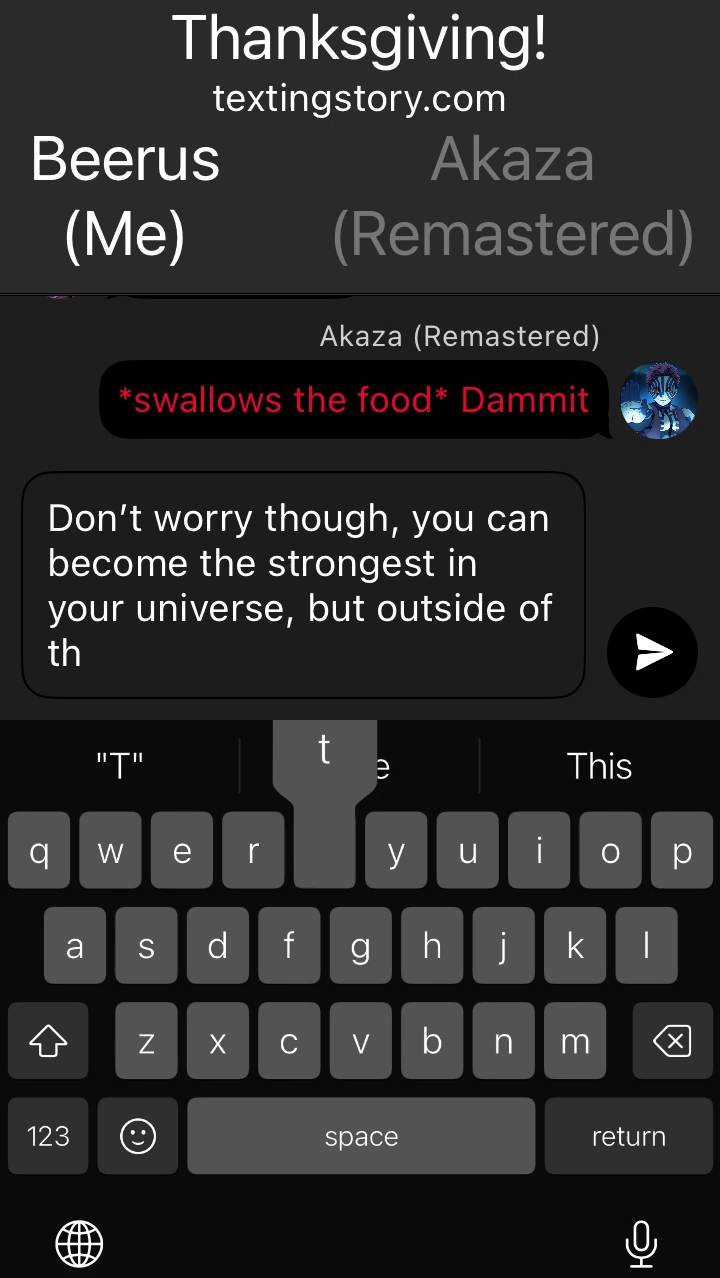 Thanksgiving!
textingstory.com
Beerus
(Me)
Akaza
(Remastered)
Akaza (Remastered)
*swallows the food* Dammit
Don’t worry though, you can
become the strongest in
your universe, but outside of
th
"T"
t
This
q w e r y u i o p
a s d f g h j k l
z x c v b n m
123 space return